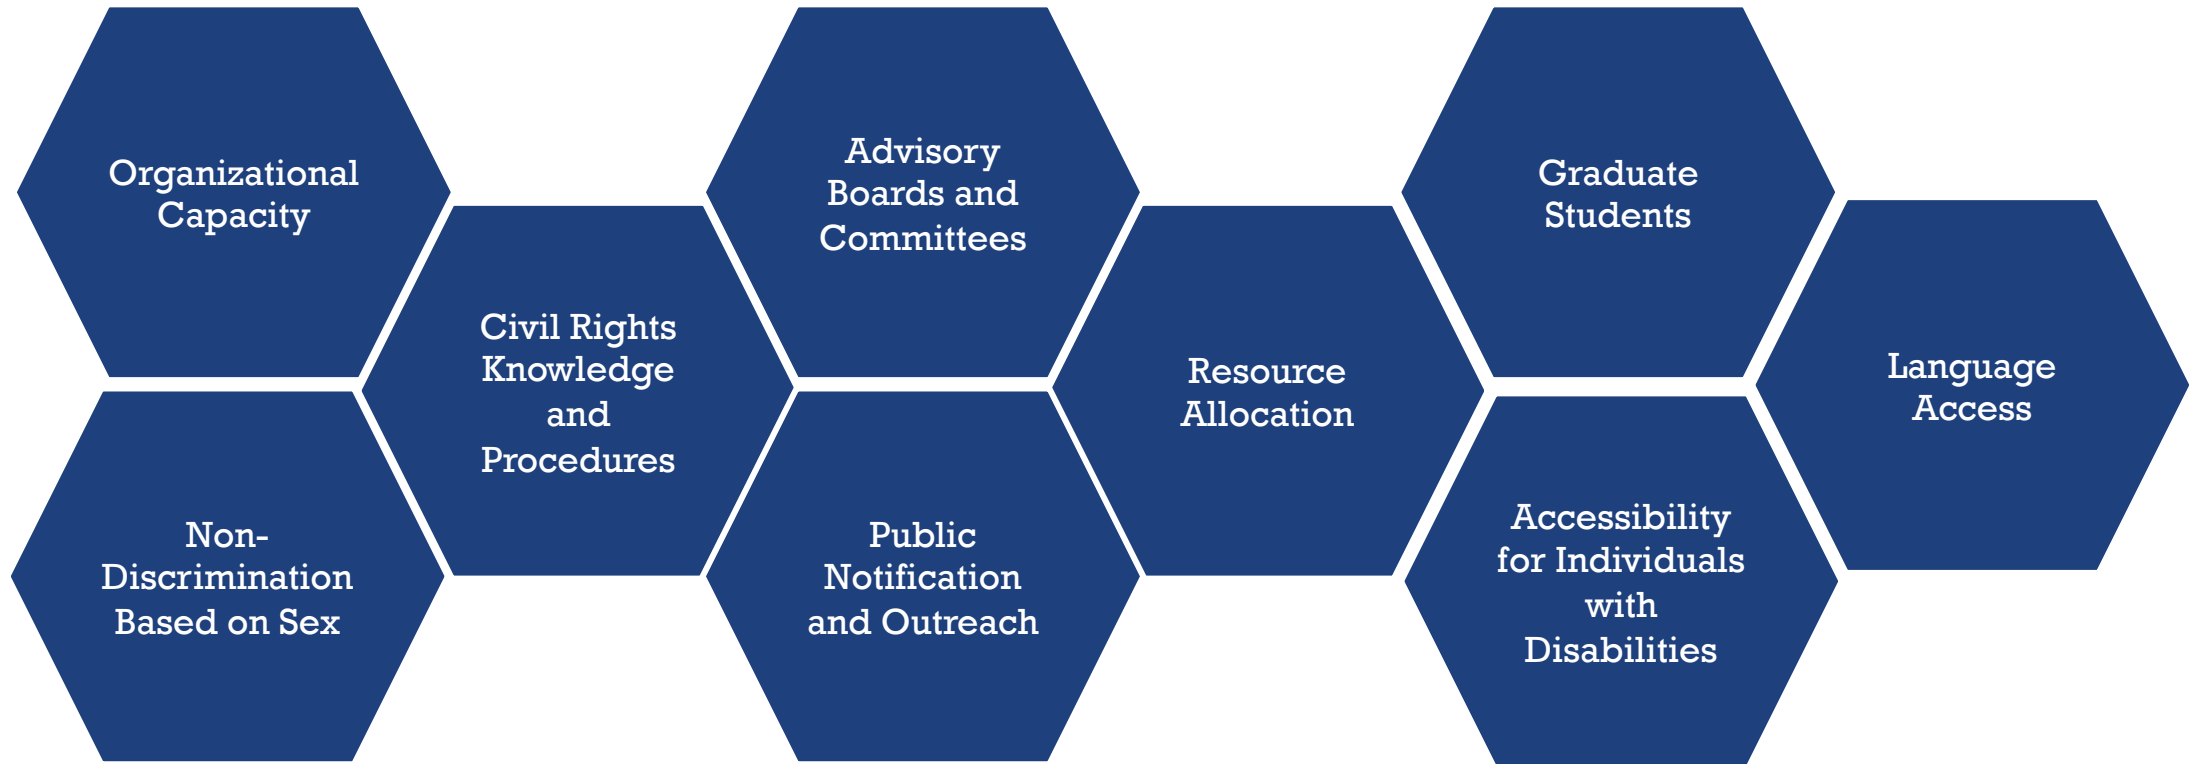 Organizational
Capacity
Non-
Discrimination
Based on Sex
Civil Rights
Knowledge
and
Procedures
Advisory
Boards and
Committees
Public
Notification
and Outreach
Resource
Allocation
Graduate
Students
Accessibility
for Individuals
with
Disabilities
Language
Access